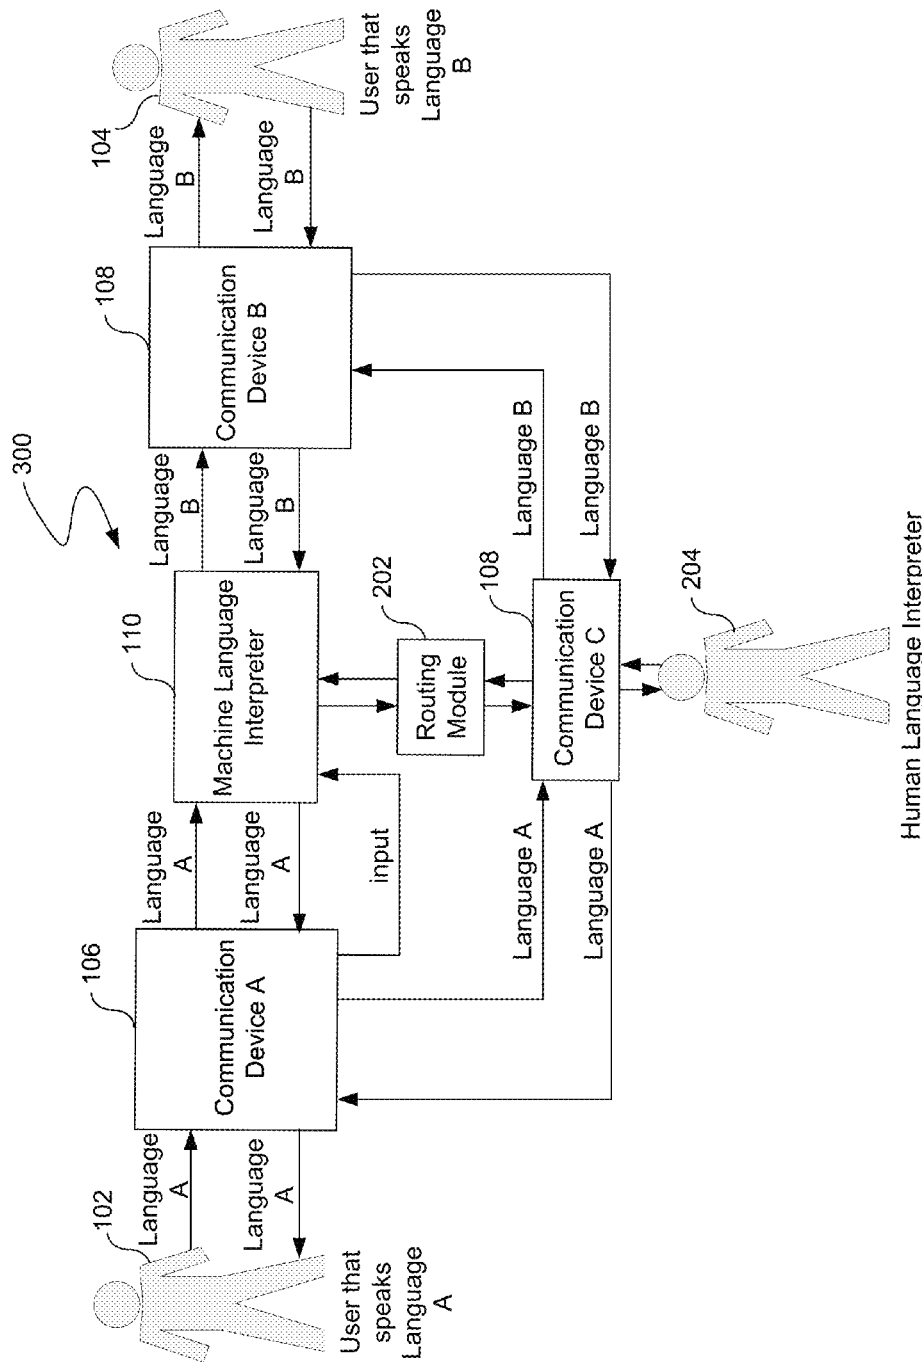 300
102
User that
speaks
Language
A
Language
A
Language
A
106
Communication
Device A
Language
A
Language
A
input
110
Machine Language
Interpreter
Language
B
Language
B
108
Communication
Device B
Language
B
Language
B
104
User that
speaks
Language
B
202
Routing
Module
Language A
Language A
108
Communication
Device C
Language B
Language B
204
Human Language Interpreter